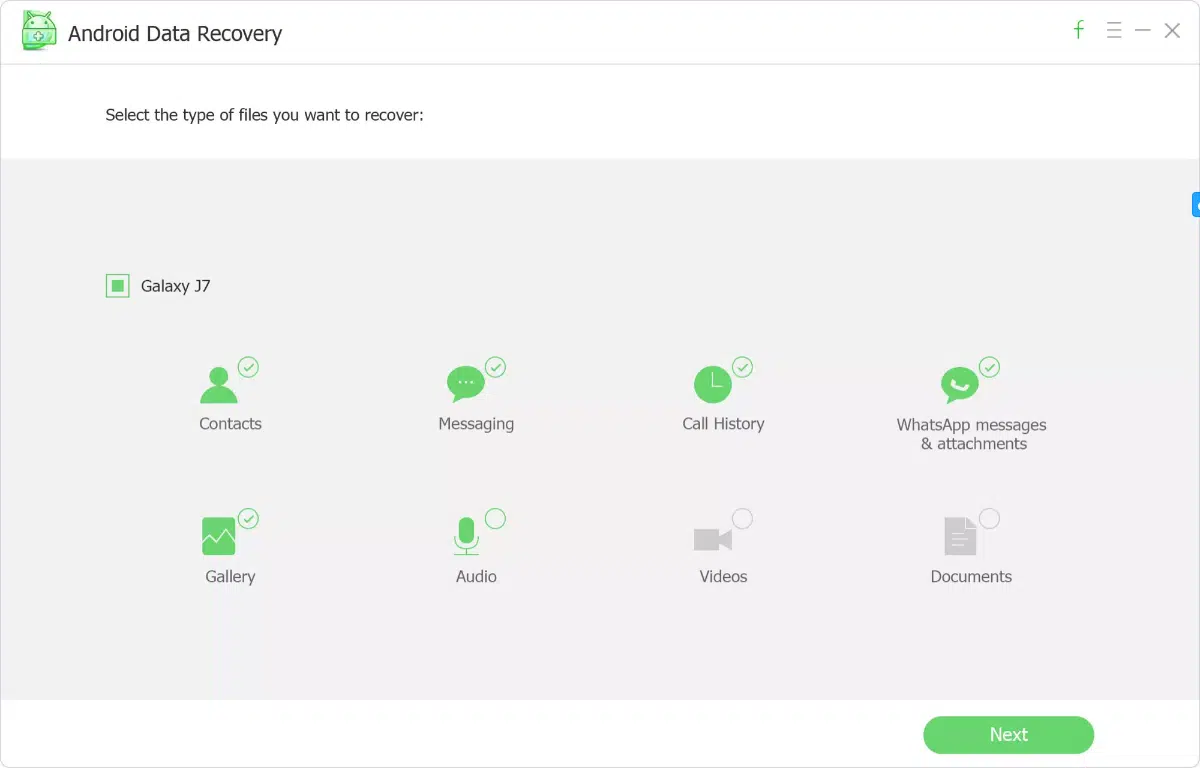 Android Data Recovery
Select the type of files you want to recover:
Galaxy J7
Contacts
Messaging
Call History
WhatsApp messages
& attachments
Gallery
Audio
Videos
Documents
Next